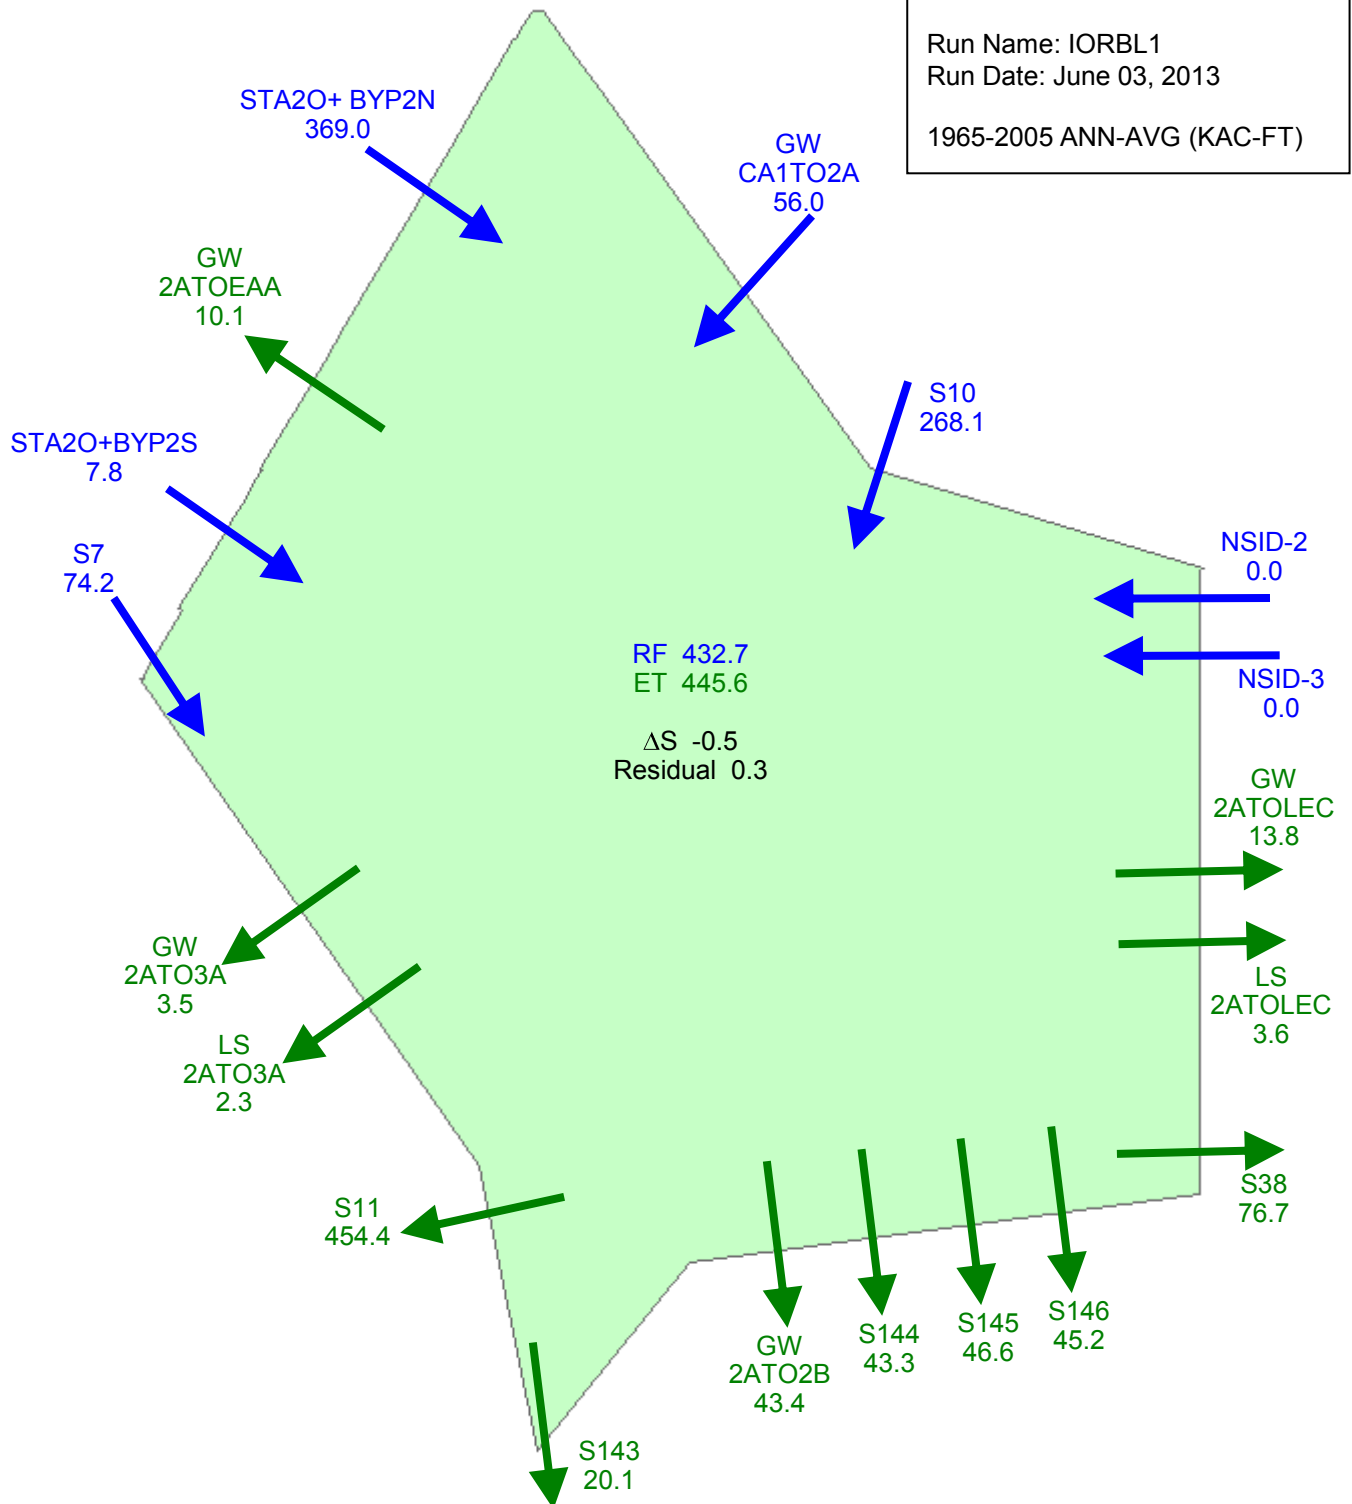 Run Name: IORBL1
Run Date: June 03, 2013
1965-2005 ANN-AVG (KAC-FT)
STA2O+ BYP2N
369.0
GW
CA1TO2A
56.0
GW
2ATOEAA
10.1
S10
268.1
STA2O+BYP2S
7.8
S7
74.2
NSID-2
0.0
NSID-3
0.0
RF 432.7
ET 445.6
ΔS -0.5
Residual 0.3
GW
2ATOLEC
13.8
LS
2ATOLEC
3.6
GW
2ATO3A
3.5
LS
2ATO3A
2.3
S38
76.7
S11
454.4
GW
2ATO2B
43.4
S144
43.3
S145
46.6
S146
45.2
S143
20.1